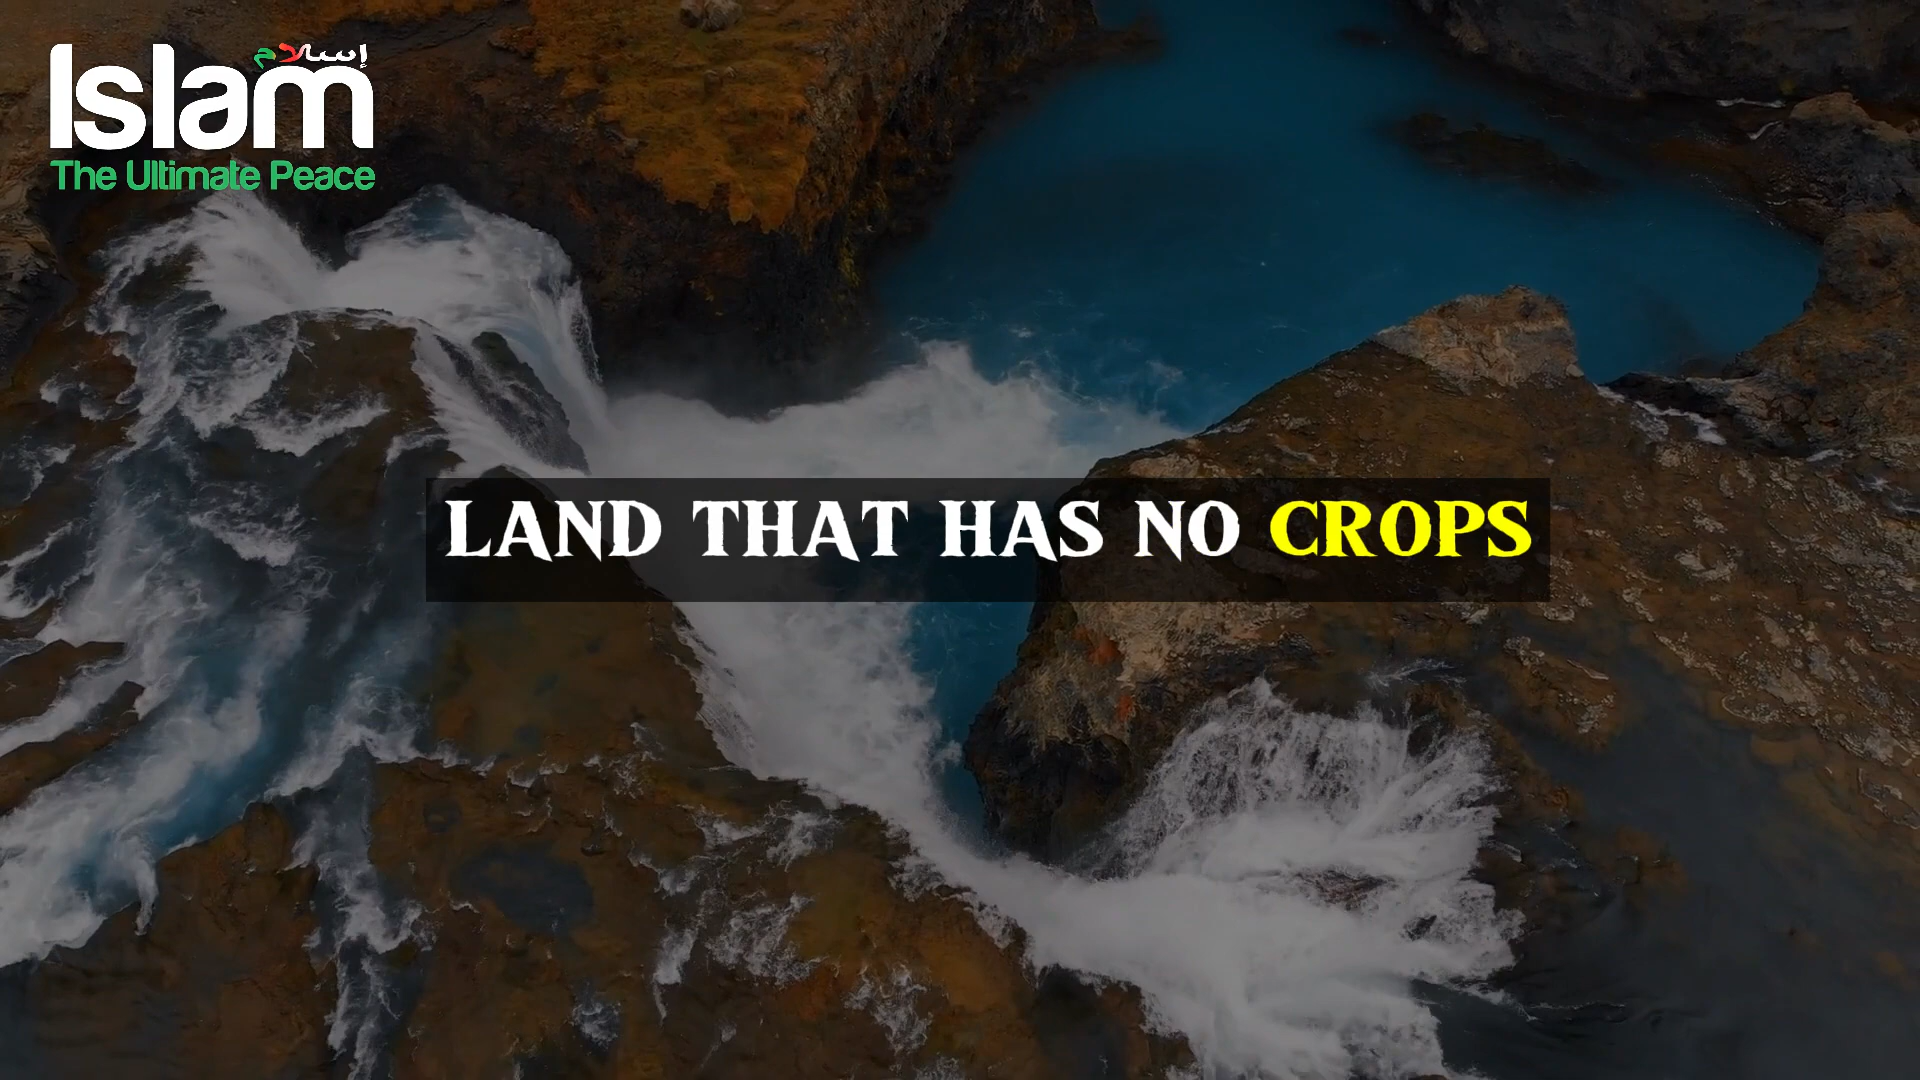 إسلام
Islam
The Ultimate Peace
LAND THAT HAS NO CROPS